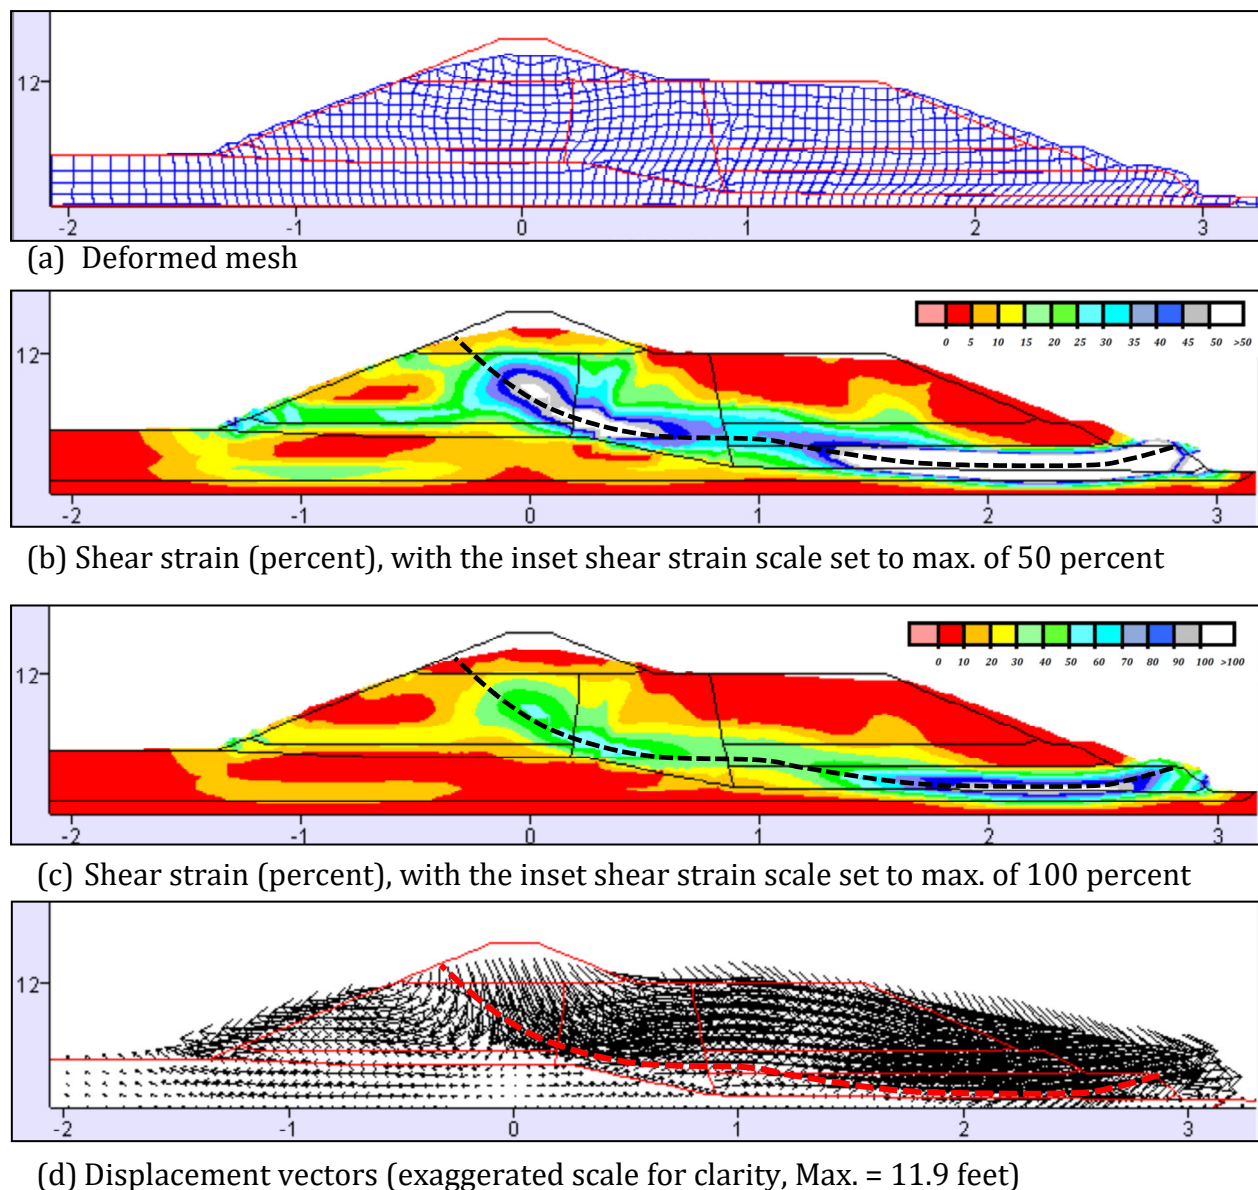 12
-2 -1 0 1 2 3
(a) Deformed mesh
0 5 10 15 20 25 30 35 40 45 50 >50
12
-2 -1 0 1 2 3
(b) Shear strain (percent), with the inset shear strain scale set to max. of 50 percent
0 10 20 30 40 50 60 70 80 90 100 >100
12
-2 -1 0 1 2 3
(c) Shear strain (percent), with the inset shear strain scale set to max. of 100 percent
12
-2 -1 0 1 2 3
(d) Displacement vectors (exaggerated scale for clarity, Max. = 11.9 feet)